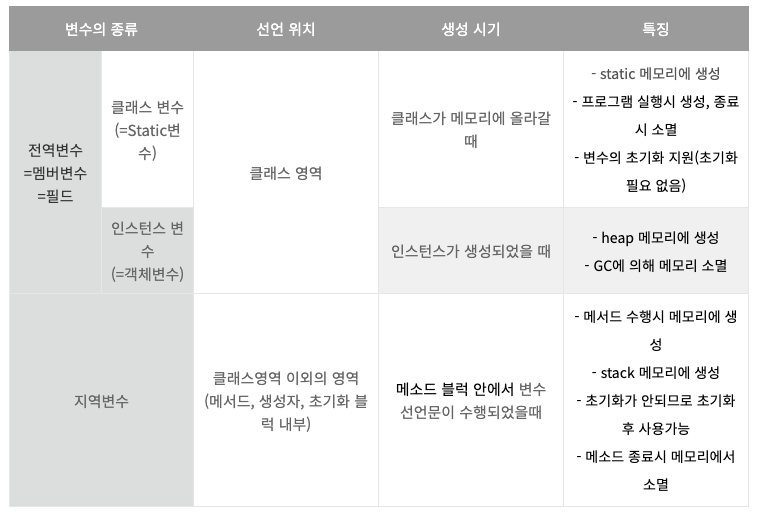 변수의 종류
선언 위치
생성 시기
특징
전역변수
=멤버변수
=필드
클래스 변수
(=Static변
수)
클래스 영역
클래스가 메모리에 올라갈
때
- static 메모리에 생성
- 프로그램 실행시 생성, 종료
시 소멸
- 변수의 초기화 지원(초기화
필요 없음)
인스턴스 변
수
(=객체변수)
인스턴스가 생성되었을 때
- heap 메모리에 생성
- GC에 의해 메모리 소멸
지역변수
클래스영역 이외의 영역
(메서드, 생성자, 초기화 블
럭 내부)
메소드 블럭 안에서 변수
선언문이 수행되었을때
- 메서드 수행시 메모리에 생
성
- stack 메모리에 생성
- 초기화가 안되므로 초기화
후 사용가능
- 메소드 종료시 메모리에서
소멸